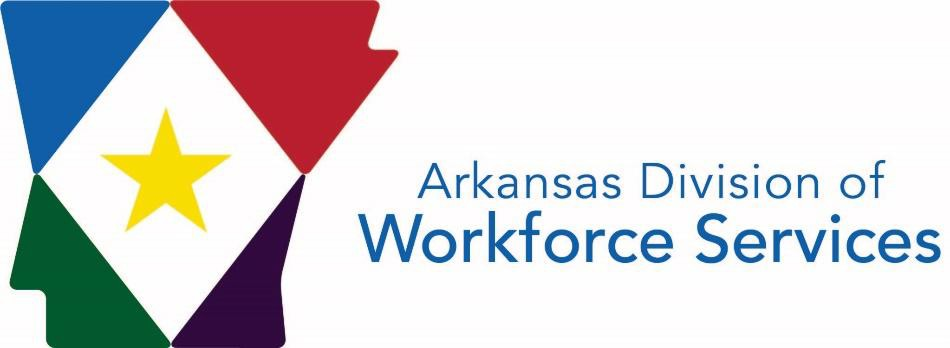 Arkansas Division of
Workforce Services